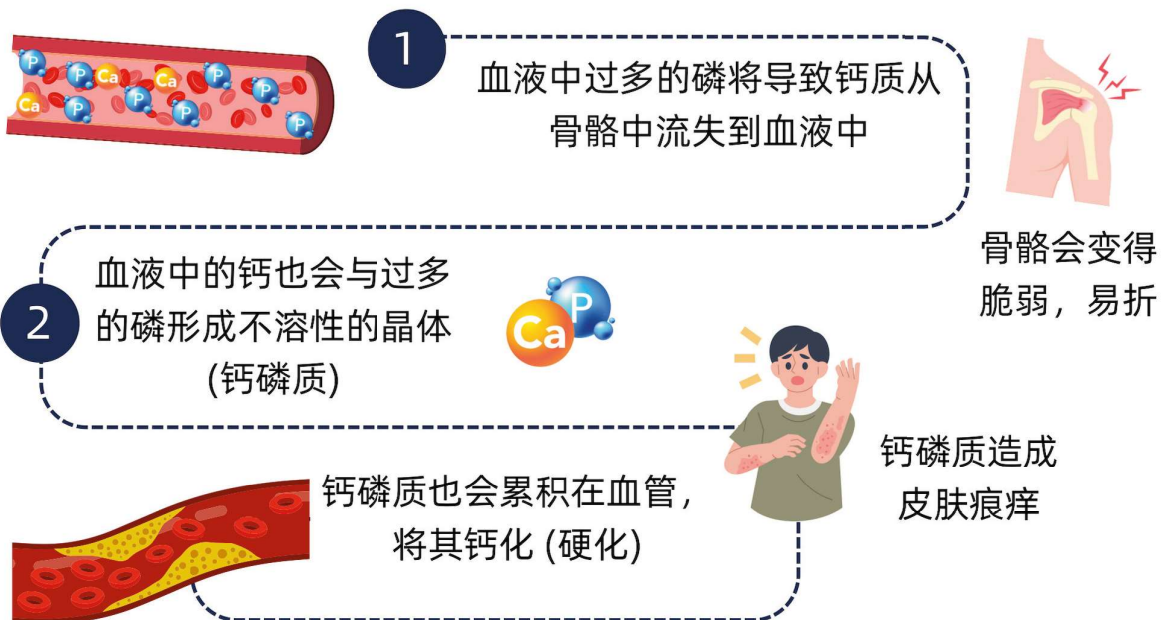 P
P
Ca
Ca
P
P
P
P
Ca
P
1
血液中过多的磷将导致钙质从
骨骼中流失到血液中
骨骼会变得
脆弱，易折
2
血液中的钙也会与过多
的磷形成不溶性的晶体
(钙磷质)
P
Ca
钙磷质造成
皮肤痕痒
钙磷质也会累积在血管，
将其钙化 (硬化)